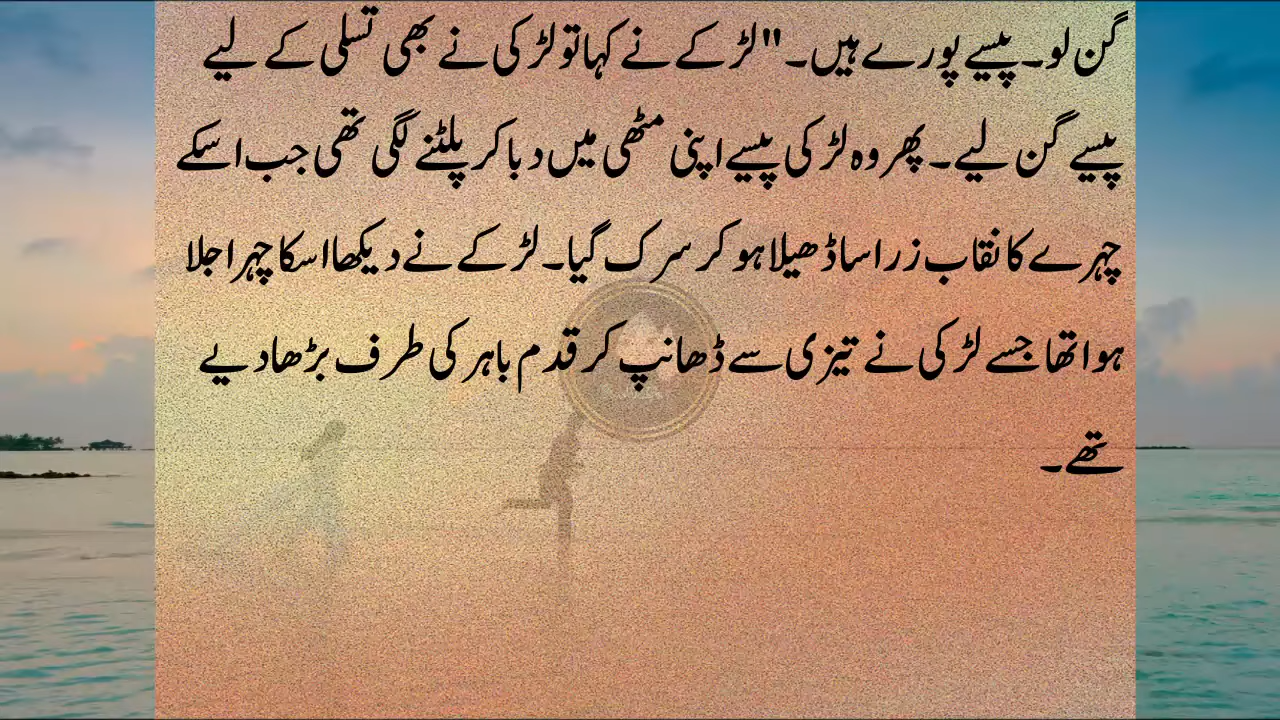 گن لو۔ پیسے پورے ہیں۔" لڑکے نے کہا تو لڑکی نے بھی تسلی کے لیے
پیسے گن لیے۔ پھر وہ لڑکی پیسے اپنی مٹھی میں دبا کر پلٹنے لگی تھی جب اسکے
چہرے کا نقاب زرا سا ڈھیلا ہو کر سرک گیا۔ لڑکے نے دیکھا اسکا چہرا جلا
ہوا تھا جسے لڑکی نے تیزی سے ڈھانپ کر قدم باہر کی طرف بڑھا دیے
تھے۔